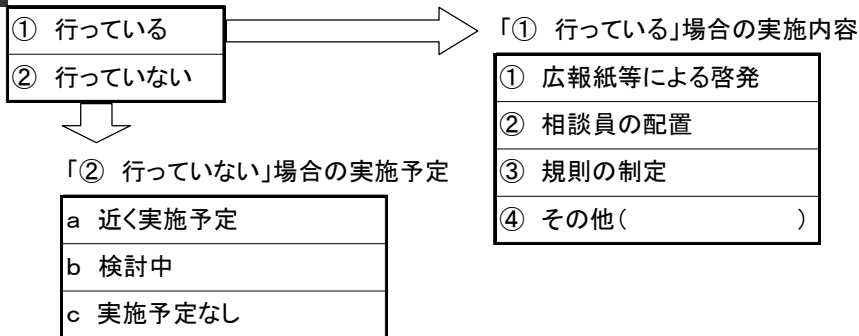 ① 行っている
② 行っていない
「① 行っている」場合の実施内容
① 広報紙等による啓発
② 相談員の配置
③ 規則の制定
④ その他( )
「② 行っていない」場合の実施予定
a 近く実施予定
b 検討中
c 実施予定なし